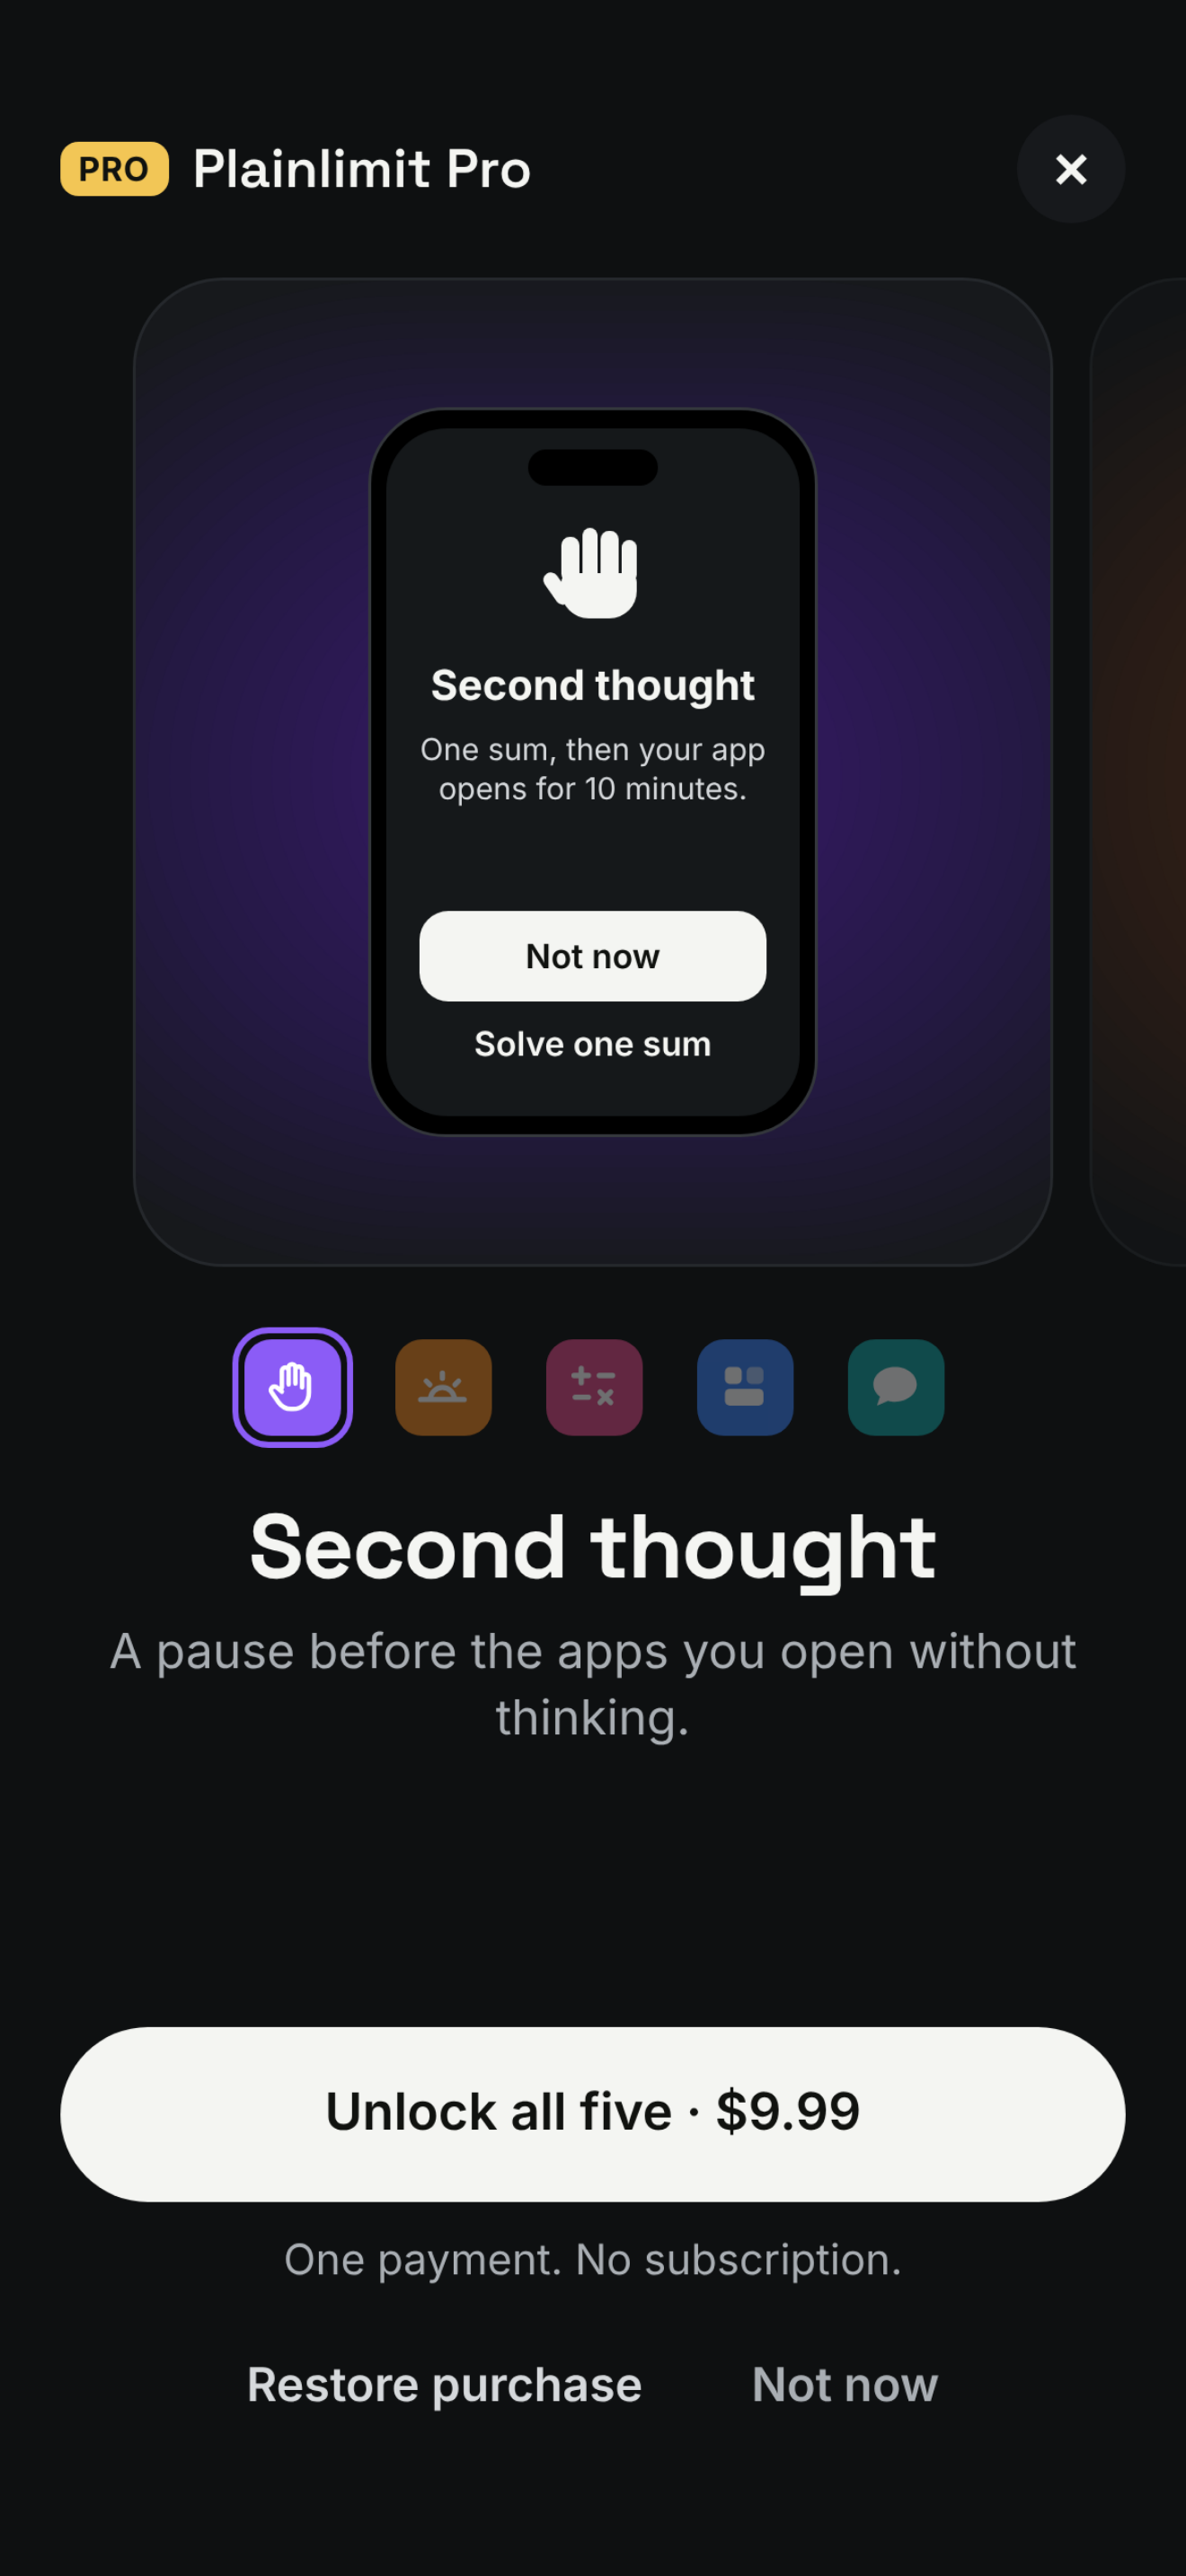 PRO Plainlimit Pro
Second thought
One sum, then your app
opens for 10 minutes.
Not now
Solve one sum
Second thought
A pause before the apps you open without
thinking.
Unlock all five · $9.99
One payment. No subscription.
Restore purchase Not now